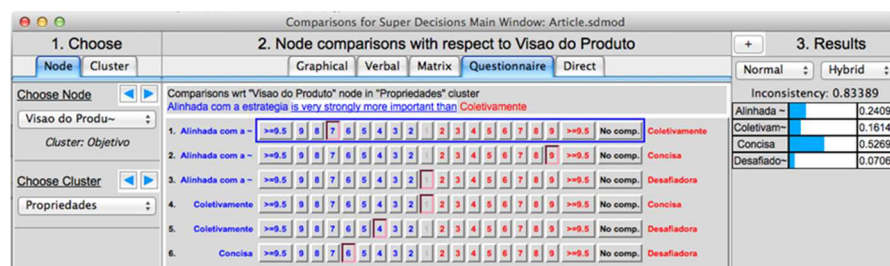 Comparisons for Super Decisions Main Window: Article.sdmod
1. Choose
2. Node comparisons with respect to Visao do Produto
+ 3. Results
Node Cluster
Graphical Verbal Matrix Questionnaire Direct
Normal Hybrid
Choose Node
Visao do Produ~
Cluster: Objetivo
Choose Cluster
Propriedades
Comparisons wrt "Visao do Produto" node in "Propriedades" cluster
Alinhada com a estrategia is very strongly more important than Coletivamente
1. Alinhada com a ~ >=9.5 9 8 7 6 5 4 3 2 1 2 3 4 5 6 7 8 9 >=9.5 No comp. Coletivamente
2. Alinhada com a ~ >=9.5 9 8 7 6 5 4 3 2 1 2 3 4 5 6 7 8 9 >=9.5 No comp. Concisa
3. Alinhada com a ~ >=9.5 9 8 7 6 5 4 3 2 1 2 3 4 5 6 7 8 9 >=9.5 No comp. Desafiadora
4. Coletivamente >=9.5 9 8 7 6 5 4 3 2 1 2 3 4 5 6 7 8 9 >=9.5 No comp. Concisa
5. Coletivamente >=9.5 9 8 7 6 5 4 3 2 1 2 3 4 5 6 7 8 9 >=9.5 No comp. Desafiadora
6. Concisa >=9.5 9 8 7 6 5 4 3 2 1 2 3 4 5 6 7 8 9 >=9.5 No comp. Desafiadora
Inconsistency: 0.83389
Alinhada ~ 0.2409
Coletivam~ 0.1614
Concisa 0.5269
Desafiado~ 0.0706